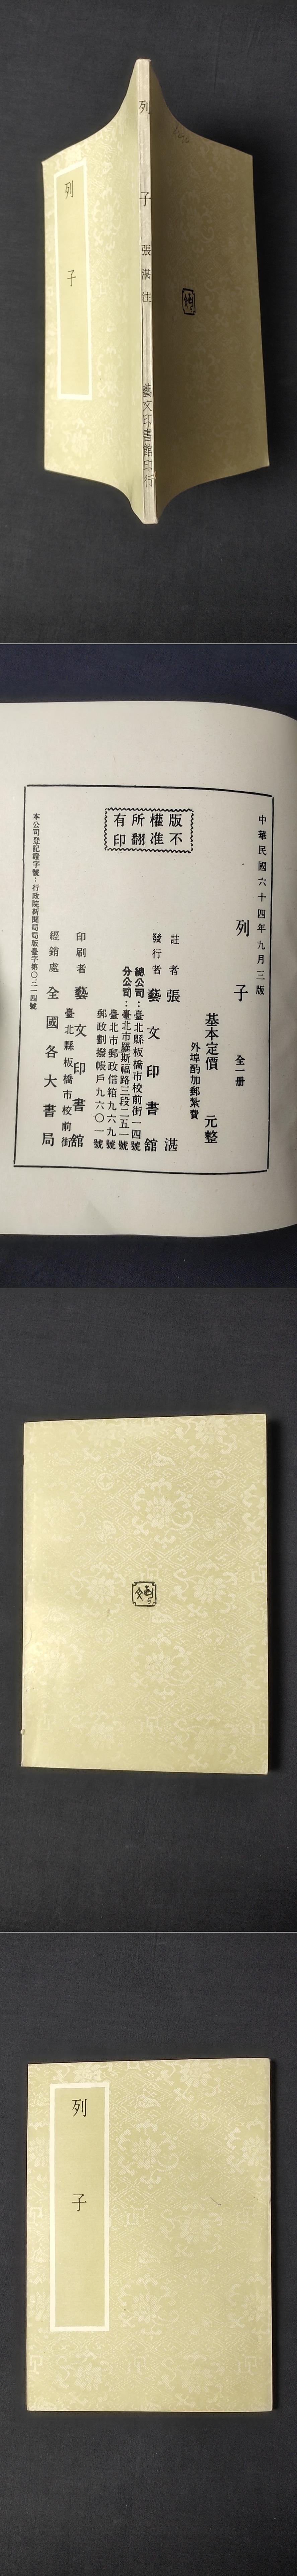 列子
列子 張湛注 藝文印書館印行
中華民國六十四年九月三版
列子 全一冊
基本定價 元整
外埠酌加郵紮費
版權所有
不准翻印
註者 張湛
發行者 藝文印書館
總公司：臺北縣板橋市校前街一四號
分公司：臺北市羅斯福路三段二五一號
臺北市郵政信箱九六九號
郵政劃撥帳戶九六〇一號
印刷者 藝文印書館
臺北縣板橋市校前街
經銷處 全國各大書局
本公司登記證字號：行政院新聞局局版臺字第〇三一四號
列子